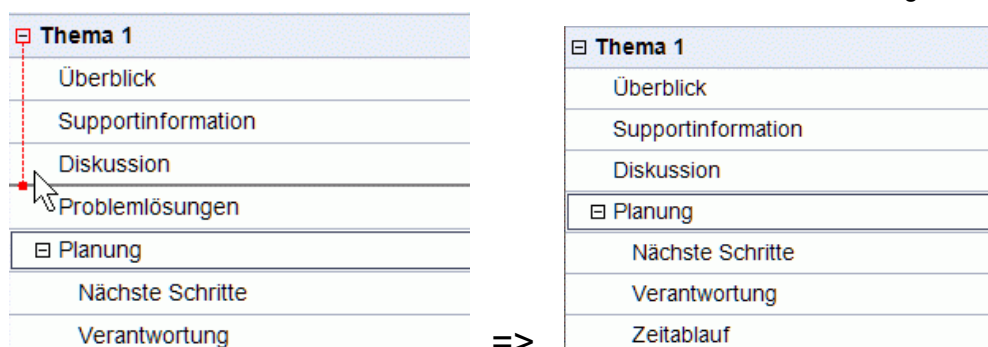 Thema 1
Überblick
Supportinformation
Diskussion
Problemlösungen
Planung
Nächste Schritte
Verantwortung
=>
Thema 1
Überblick
Supportinformation
Diskussion
Planung
Nächste Schritte
Verantwortung
Zeitablauf